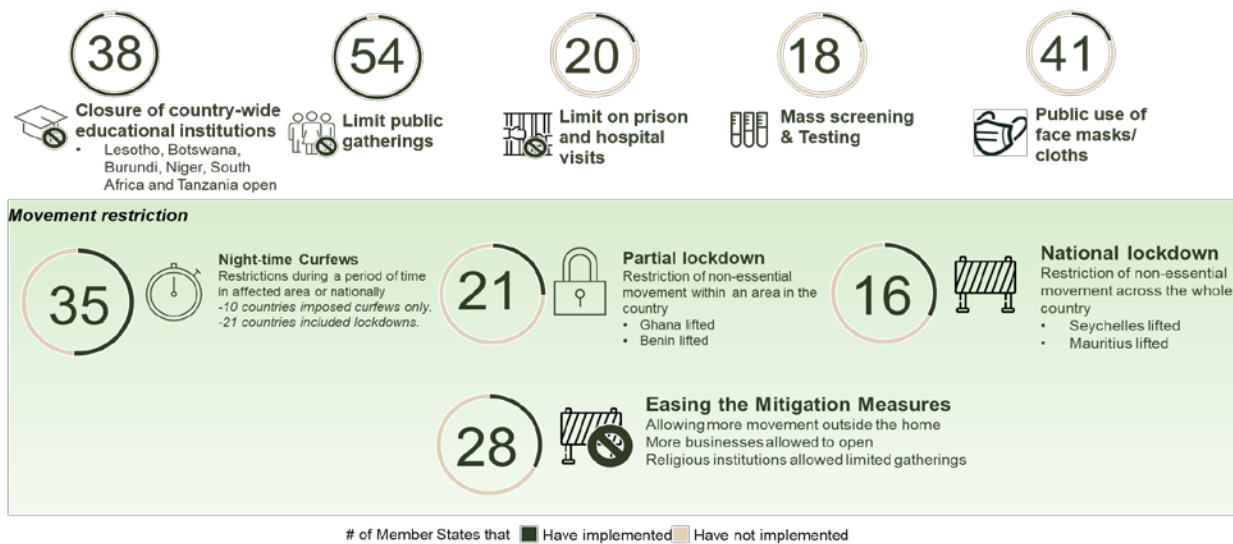 38
Closure of country-wide
educational institutions
• Lesotho, Botswana,
Burundi, Niger, South
Africa and Tanzania open
54
Limit public
gatherings
20
Limit on prison
and hospital
visits
18
Mass screening
& Testing
41
Public use of
face masks/
cloths
Movement restriction
35
Night-time Curfews
Restrictions during a period of time
in affected area or nationally
-10 countries imposed curfews only.
-21 countries included lockdowns.
21
Partial lockdown
Restriction of non-essential
movement within an area in the
country
• Ghana lifted
• Benin lifted
16
National lockdown
Restriction of non-essential
movement across the whole
country
• Seychelles lifted
• Mauritius lifted
28
Easing the Mitigation Measures
Allowing more movement outside the home
More businesses allowed to open
Religious institutions allowed limited gatherings
# of Member States that Have implemented Have not implemented